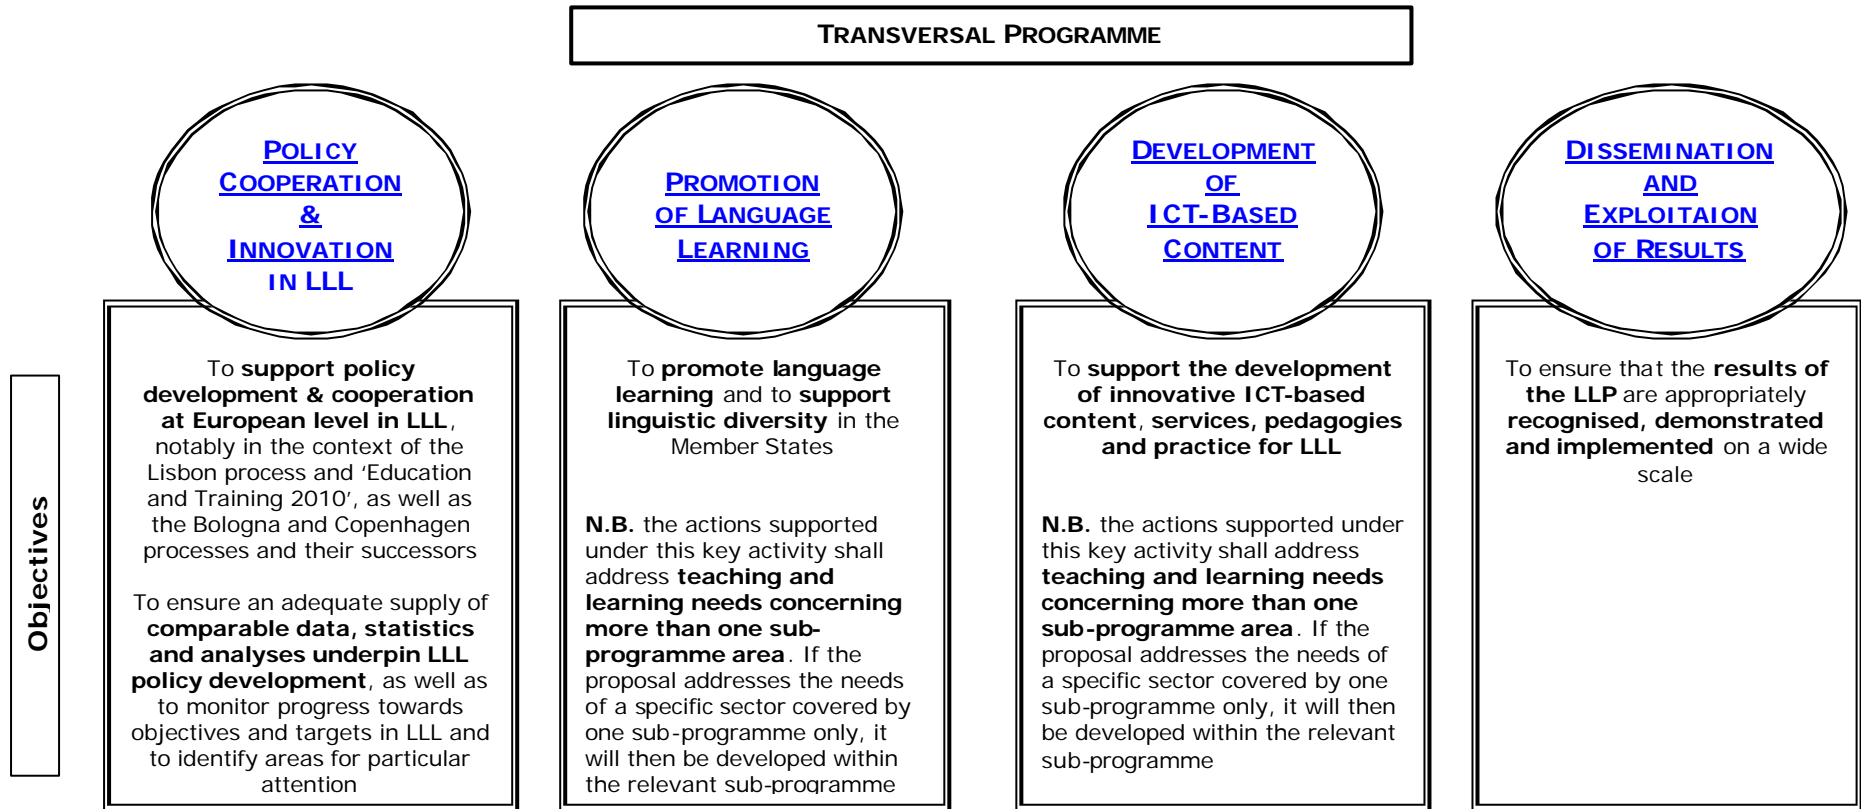 TRANSVERSAL PROGRAMME
POLICY
COOPERATION
&
INNOVATION
IN LLL
PROMOTION
OF LANGUAGE
LEARNING
DEVELOPMENT
OF
ICT-BASED
CONTENT
DISSEMINATION
AND
EXPLOITAION
OF RESULTS
Objectives
To support policy
development & cooperation
at European level in LLL,
notably in the context of the
Lisbon process and ‘Education
and Training 2010’, as well as
the Bologna and Copenhagen
processes and their successors
To ensure an adequate supply of
comparable data, statistics
and analyses underpin LLL
policy development, as well as
to monitor progress towards
objectives and targets in LLL and
to identify areas for particular
attention
To promote language
learning and to support
linguistic diversity in the
Member States
N.B. the actions supported
under this key activity shall
address teaching and
learning needs concerning
more than one sub-
programme area. If the
proposal addresses the needs
of a specific sector covered by
one sub-programme only, it
will then be developed within
the relevant sub-programme
To support the development
of innovative ICT-based
content, services, pedagogies
and practice for LLL
N.B. the actions supported under
this key activity shall address
teaching and learning needs
concerning more than one
sub-programme area. If the
proposal addresses the needs of
a specific sector covered by one
sub-programme only, it will then
be developed within the relevant
sub-programme
To ensure that the results of
the LLP are appropriately
recognised, demonstrated
and implemented on a wide
scale